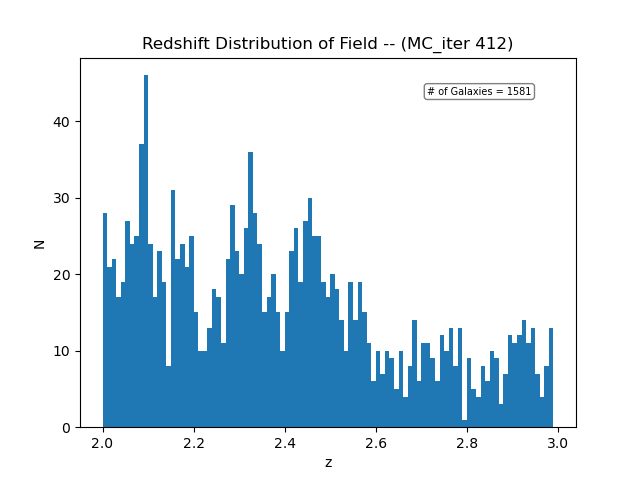 Redshift Distribution of Field -- (MC_iter 412)
# of Galaxies = 1581
40
30
20
10
0
N
2.0 2.2 2.4 2.6 2.8 3.0
z